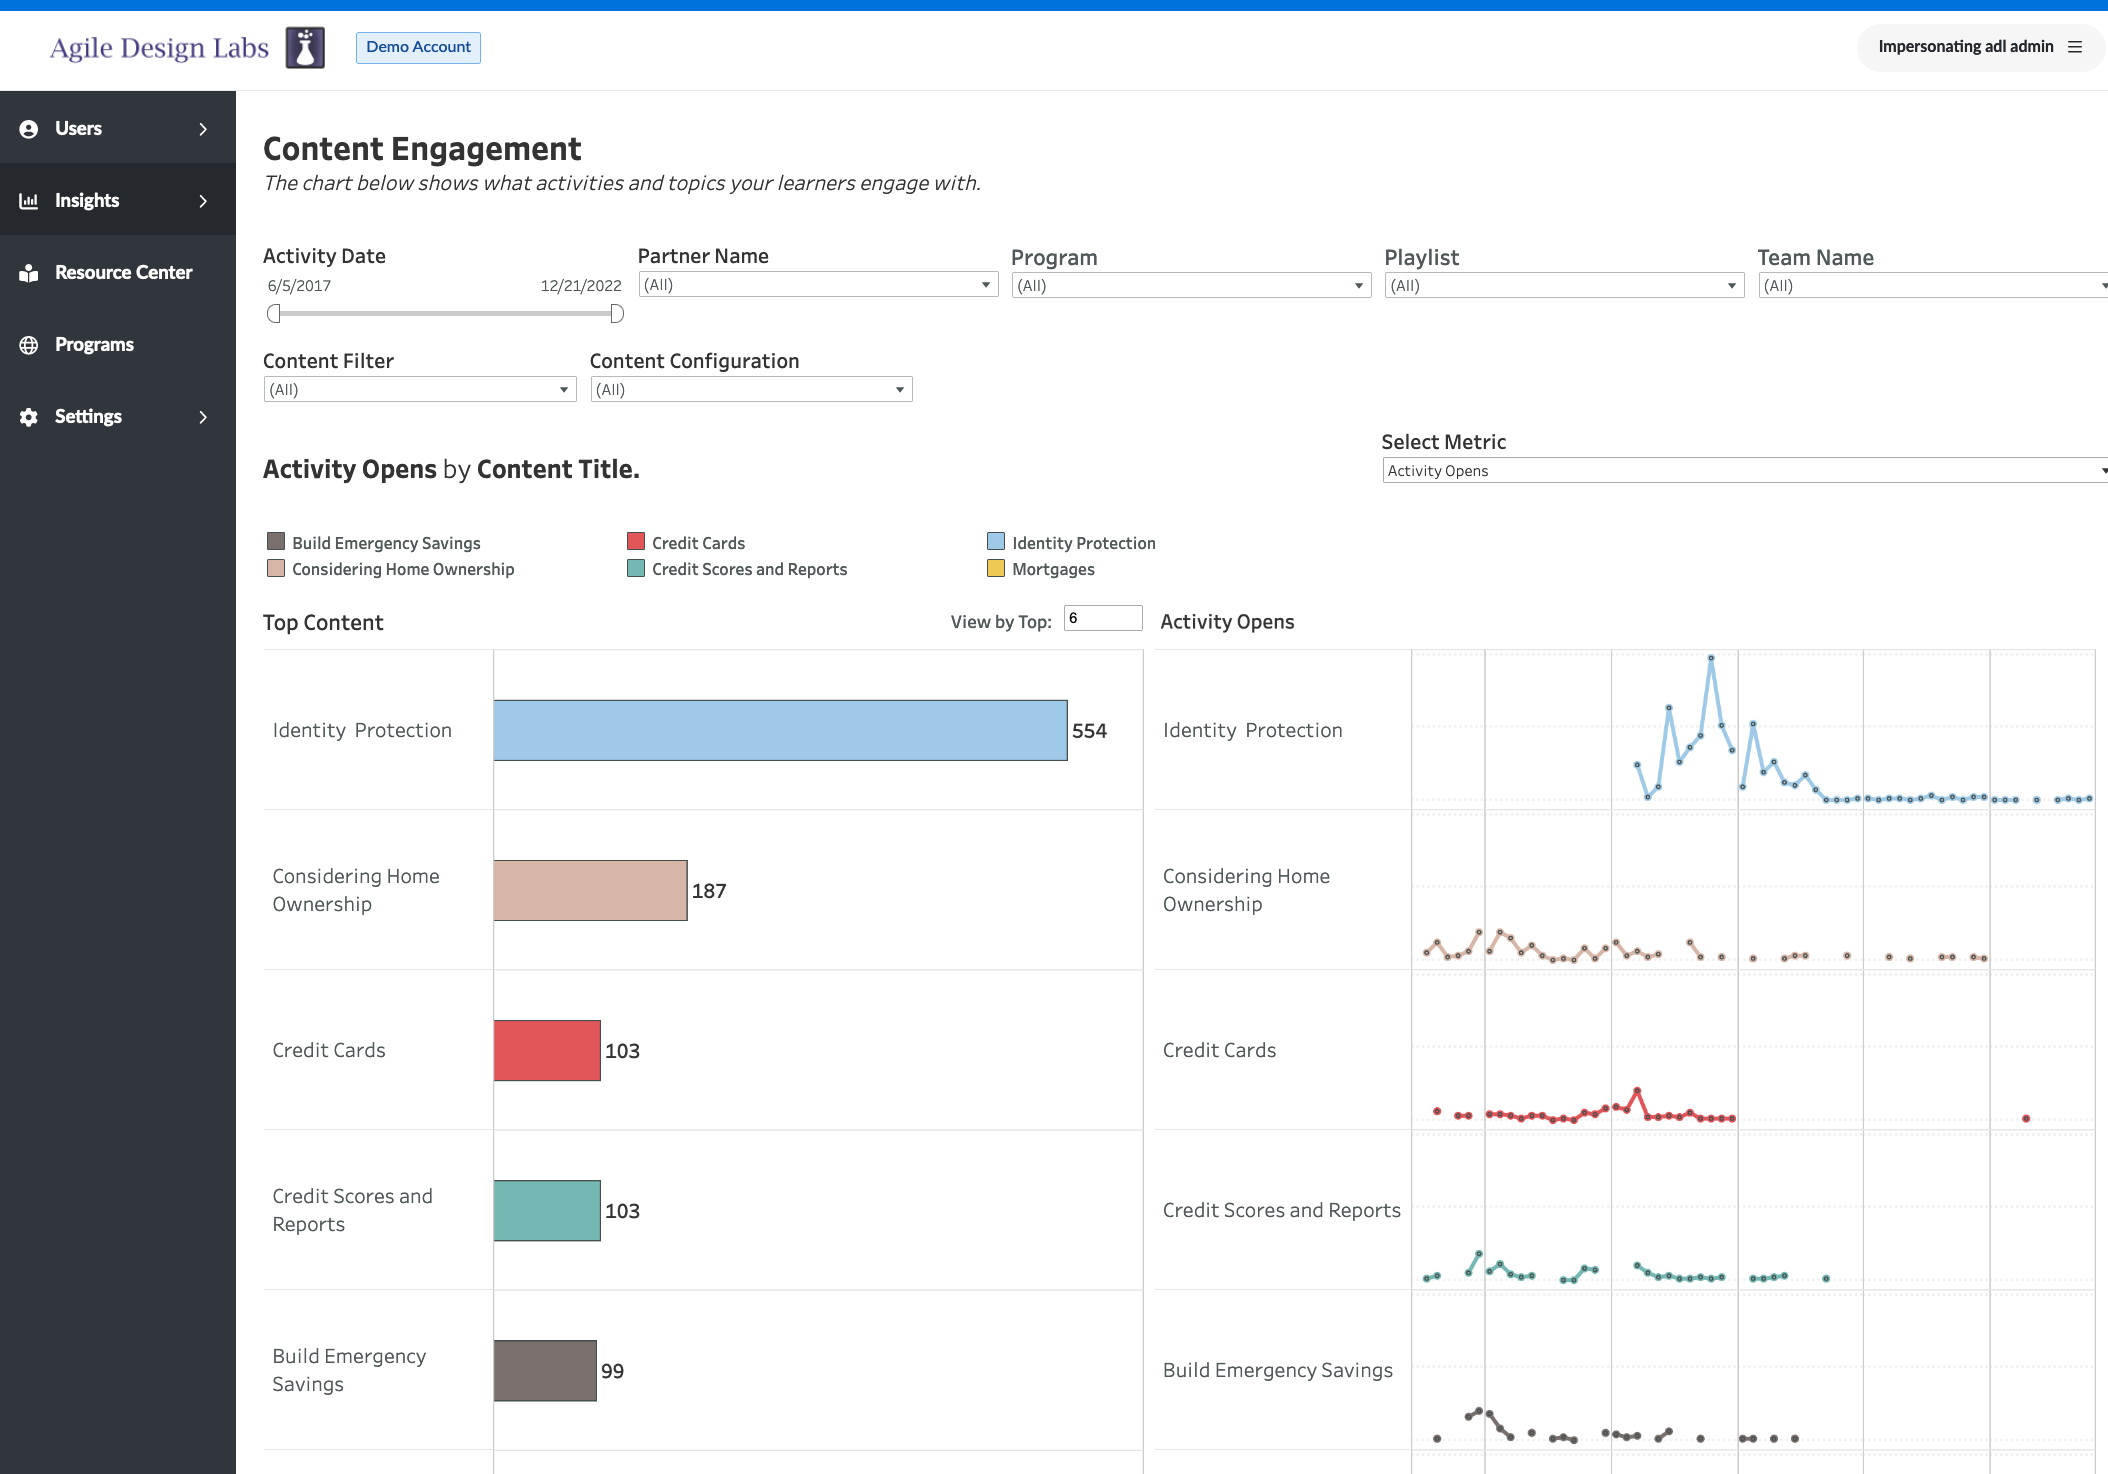 Agile Design Labs
Demo Account
Impersonating adl admin
Users
Insights
Resource Center
Programs
Settings
Content Engagement
The chart below shows what activities and topics your learners engage with.
Activity Date
6/5/2017 12/21/2022
Partner Name
(All)
Program
(All)
Playlist
(All)
Team Name
(All)
Content Filter
(All)
Content Configuration
(All)
Select Metric
Activity Opens
Activity Opens by Content Title.
Build Emergency Savings
Credit Cards
Identity Protection
Considering Home Ownership
Credit Scores and Reports
Mortgages
Top Content
View by Top: 6
Activity Opens
Identity Protection
554
Identity Protection
Considering Home
Ownership
187
Considering Home
Ownership
Credit Cards
103
Credit Cards
Credit Scores and
Reports
103
Credit Scores and Reports
Build Emergency
Savings
99
Build Emergency Savings